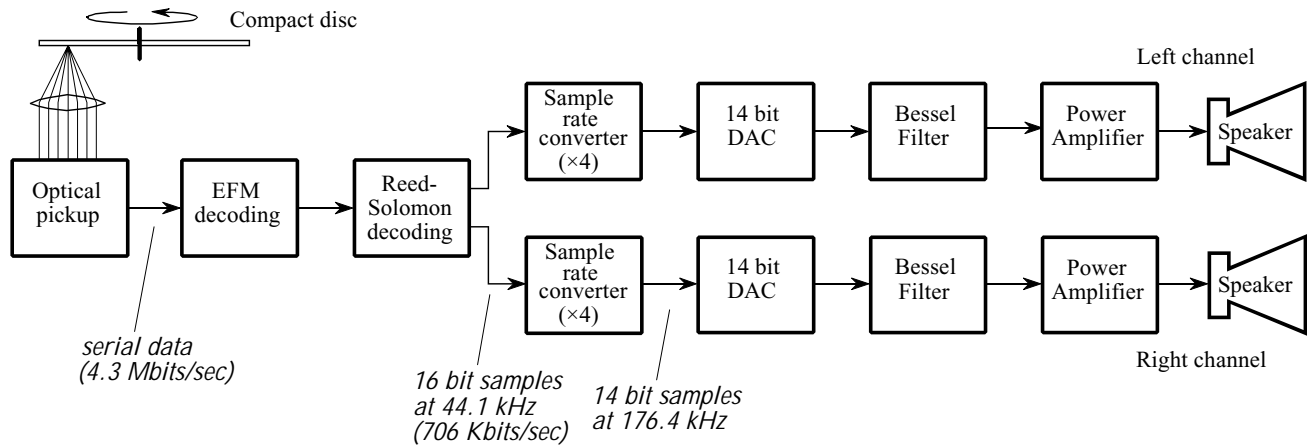 Compact disc
Left channel
Sample
rate
converter
(×4)
14 bit
DAC
Bessel
Filter
Power
Amplifier
Speaker
Optical
pickup
EFM
decoding
Reed-
Solomon
decoding
Sample
rate
converter
(×4)
14 bit
DAC
Bessel
Filter
Power
Amplifier
Speaker
Right channel
serial data
(4.3 Mbits/sec)
16 bit samples
at 44.1 kHz
(706 Kbits/sec)
14 bit samples
at 176.4 kHz